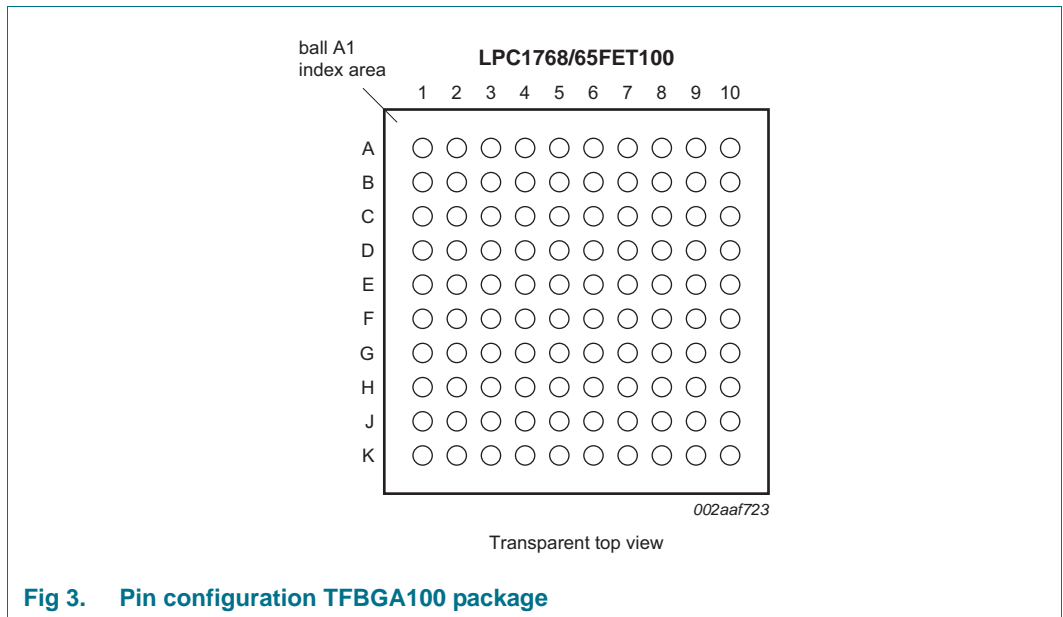 ball A1
index area
LPC1768/65FET100
1 2 3 4 5 6 7 8 9 10
A
B
C
D
E
F
G
H
J
K
002aaf723
Transparent top view
Fig 3. Pin configuration TFBGA100 package